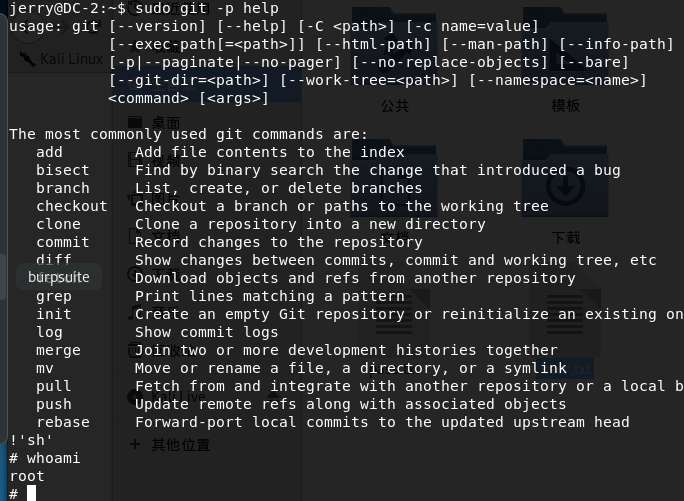 jerry@DC-2:~$ sudo git -p help
usage: git [--version] [--help] [-C <path>] [-c name=value]
           [--exec-path[=<path>]] [--html-path] [--man-path] [--info-path]
           [-p|--paginate|--no-pager] [--no-replace-objects] [--bare]
           [--git-dir=<path>] [--work-tree=<path>] [--namespace=<name>]
           <command> [<args>]
Kali Linux
公共
模板
The most commonly used git commands are:
   add        Add file contents to the index
   bisect     Find by binary search the change that introduced a bug
   branch     List, create, or delete branches
   checkout   Checkout a branch or paths to the working tree
   clone      Clone a repository into a new directory
   commit     Record changes to the repository
   diff       Show changes between commits, commit and working tree, etc
              Download objects and refs from another repository
   grep       Print lines matching a pattern
   init       Create an empty Git repository or reinitialize an existing on
   log        Show commit logs
   merge      Join two or more development histories together
   mv         Move or rename a file, a directory, or a symlink
   pull       Fetch from and integrate with another repository or a local b
   push       Update remote refs along with associated objects
   rebase     Forward-port local commits to the updated upstream head
!'sh'
# whoami
root
#
burpsuite
桌面
视频
文档
下载
下载
Kali Live
其他位置